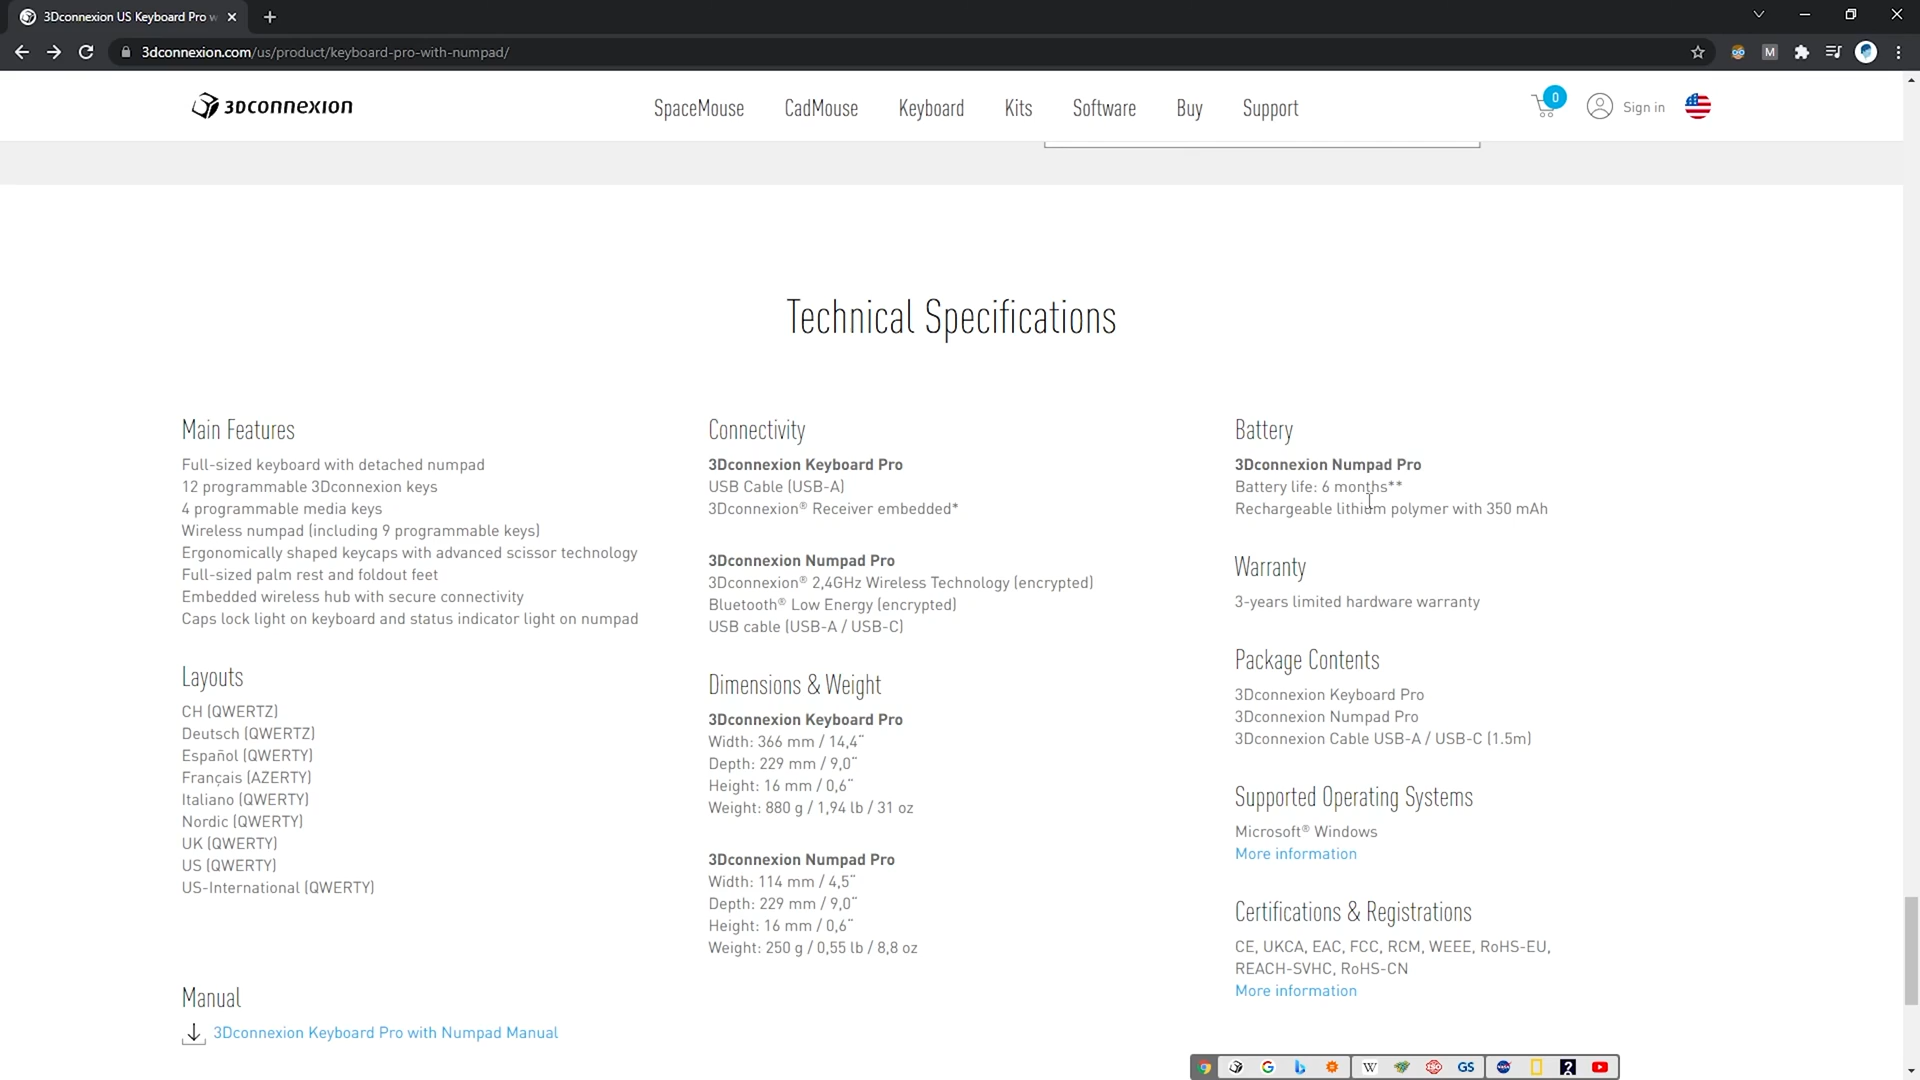 3Dconnexion US Keyboard Pro w
3dconnexion.com/us/product/keyboard-pro-with-numpad/
M
3Dconnexion
SpaceMouse
CadMouse
Keyboard
Kits
Software
Buy
Support
0
Sign in
Technical Specifications
Main Features
Full-sized keyboard with detached numpad
12 programmable 3Dconnexion keys
4 programmable media keys
Wireless numpad (including 9 programmable keys)
Ergonomically shaped keycaps with advanced scissor technology
Full-sized palm rest and foldout feet
Embedded wireless hub with secure connectivity
Caps lock light on keyboard and status indicator light on numpad
Layouts
CH (QWERTZ)
Deutsch (QWERTZ)
Español (QWERTY)
Français (AZERTY)
Italiano (QWERTY)
Nordic (QWERTY)
UK (QWERTY)
US (QWERTY)
US-International (QWERTY)
Manual
3Dconnexion Keyboard Pro with Numpad Manual
Connectivity
3Dconnexion Keyboard Pro
USB Cable (USB-A)
3Dconnexion® Receiver embedded*
3Dconnexion Numpad Pro
3Dconnexion® 2,4GHz Wireless Technology (encrypted)
Bluetooth® Low Energy (encrypted)
USB cable (USB-A / USB-C)
Dimensions & Weight
3Dconnexion Keyboard Pro
Width: 366 mm / 14,4¨
Depth: 229 mm / 9,0¨
Height: 16 mm / 0,6¨
Weight: 880 g / 1,94 lb / 31 oz
3Dconnexion Numpad Pro
Width: 114 mm / 4,5¨
Depth: 229 mm / 9,0¨
Height: 16 mm / 0,6¨
Weight: 250 g / 0,55 lb / 8,8 oz
Battery
3Dconnexion Numpad Pro
Battery life: 6 months**
Rechargeable lithium polymer with 350 mAh
Warranty
3-years limited hardware warranty
Package Contents
3Dconnexion Keyboard Pro
3Dconnexion Numpad Pro
3Dconnexion Cable USB-A / USB-C (1.5m)
Supported Operating Systems
Microsoft® Windows
More information
Certifications & Registrations
CE, UKCA, EAC, FCC, RCM, WEEE, RoHS-EU,
REACH-SVHC, RoHS-CN
More information
W
GS
?